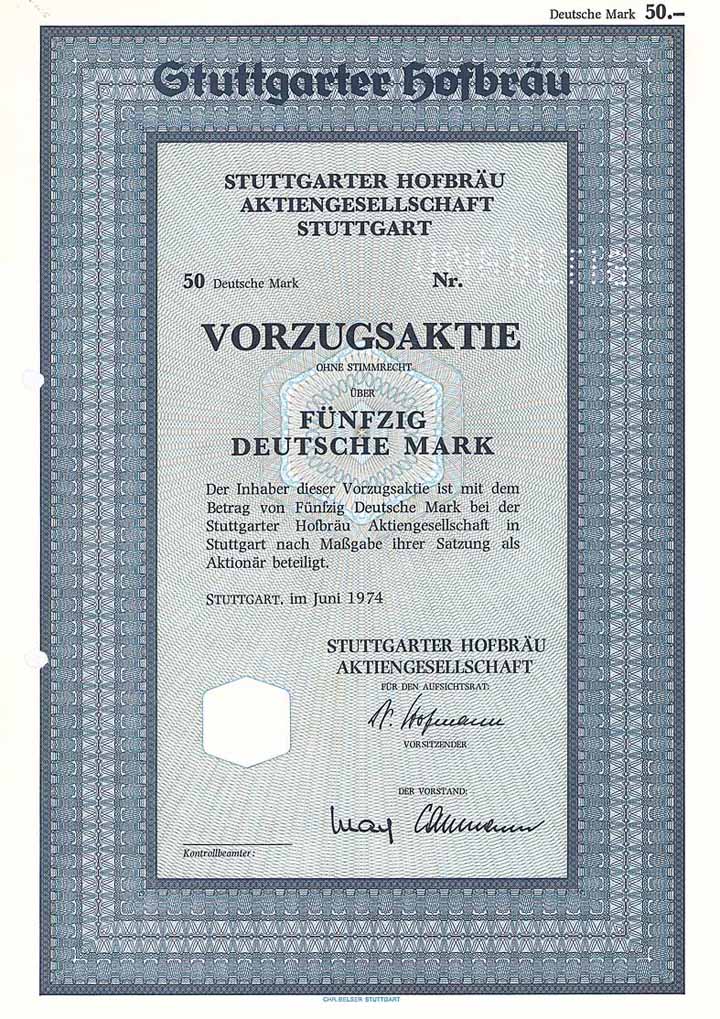 Deutsche Mark 50.—
Stuttgarter Hofbräu
STUTTGARTER HOFBRÄU
AKTIENGESELLSCHAFT
STUTTGART
50 Deutsche Mark Nr.
VORZUGSAKTIE
OHNE STIMMRECHT
ÜBER
FÜNFZIG
DEUTSCHE MARK
Der Inhaber dieser Vorzugsaktie ist mit dem
Betrag von Fünfzig Deutsche Mark bei der
Stuttgarter Hofbräu Aktiengesellschaft in
Stuttgart nach Maßgabe ihrer Satzung als
Aktionär beteiligt.
STUTTGART, im Juni 1974
STUTTGARTER HOFBRÄU
AKTIENGESELLSCHAFT
FÜR DEN AUFSICHTSRAT:
VORSITZENDER
DER VORSTAND:
Kontrollbeamter:
CHR. BELSER STUTTGART